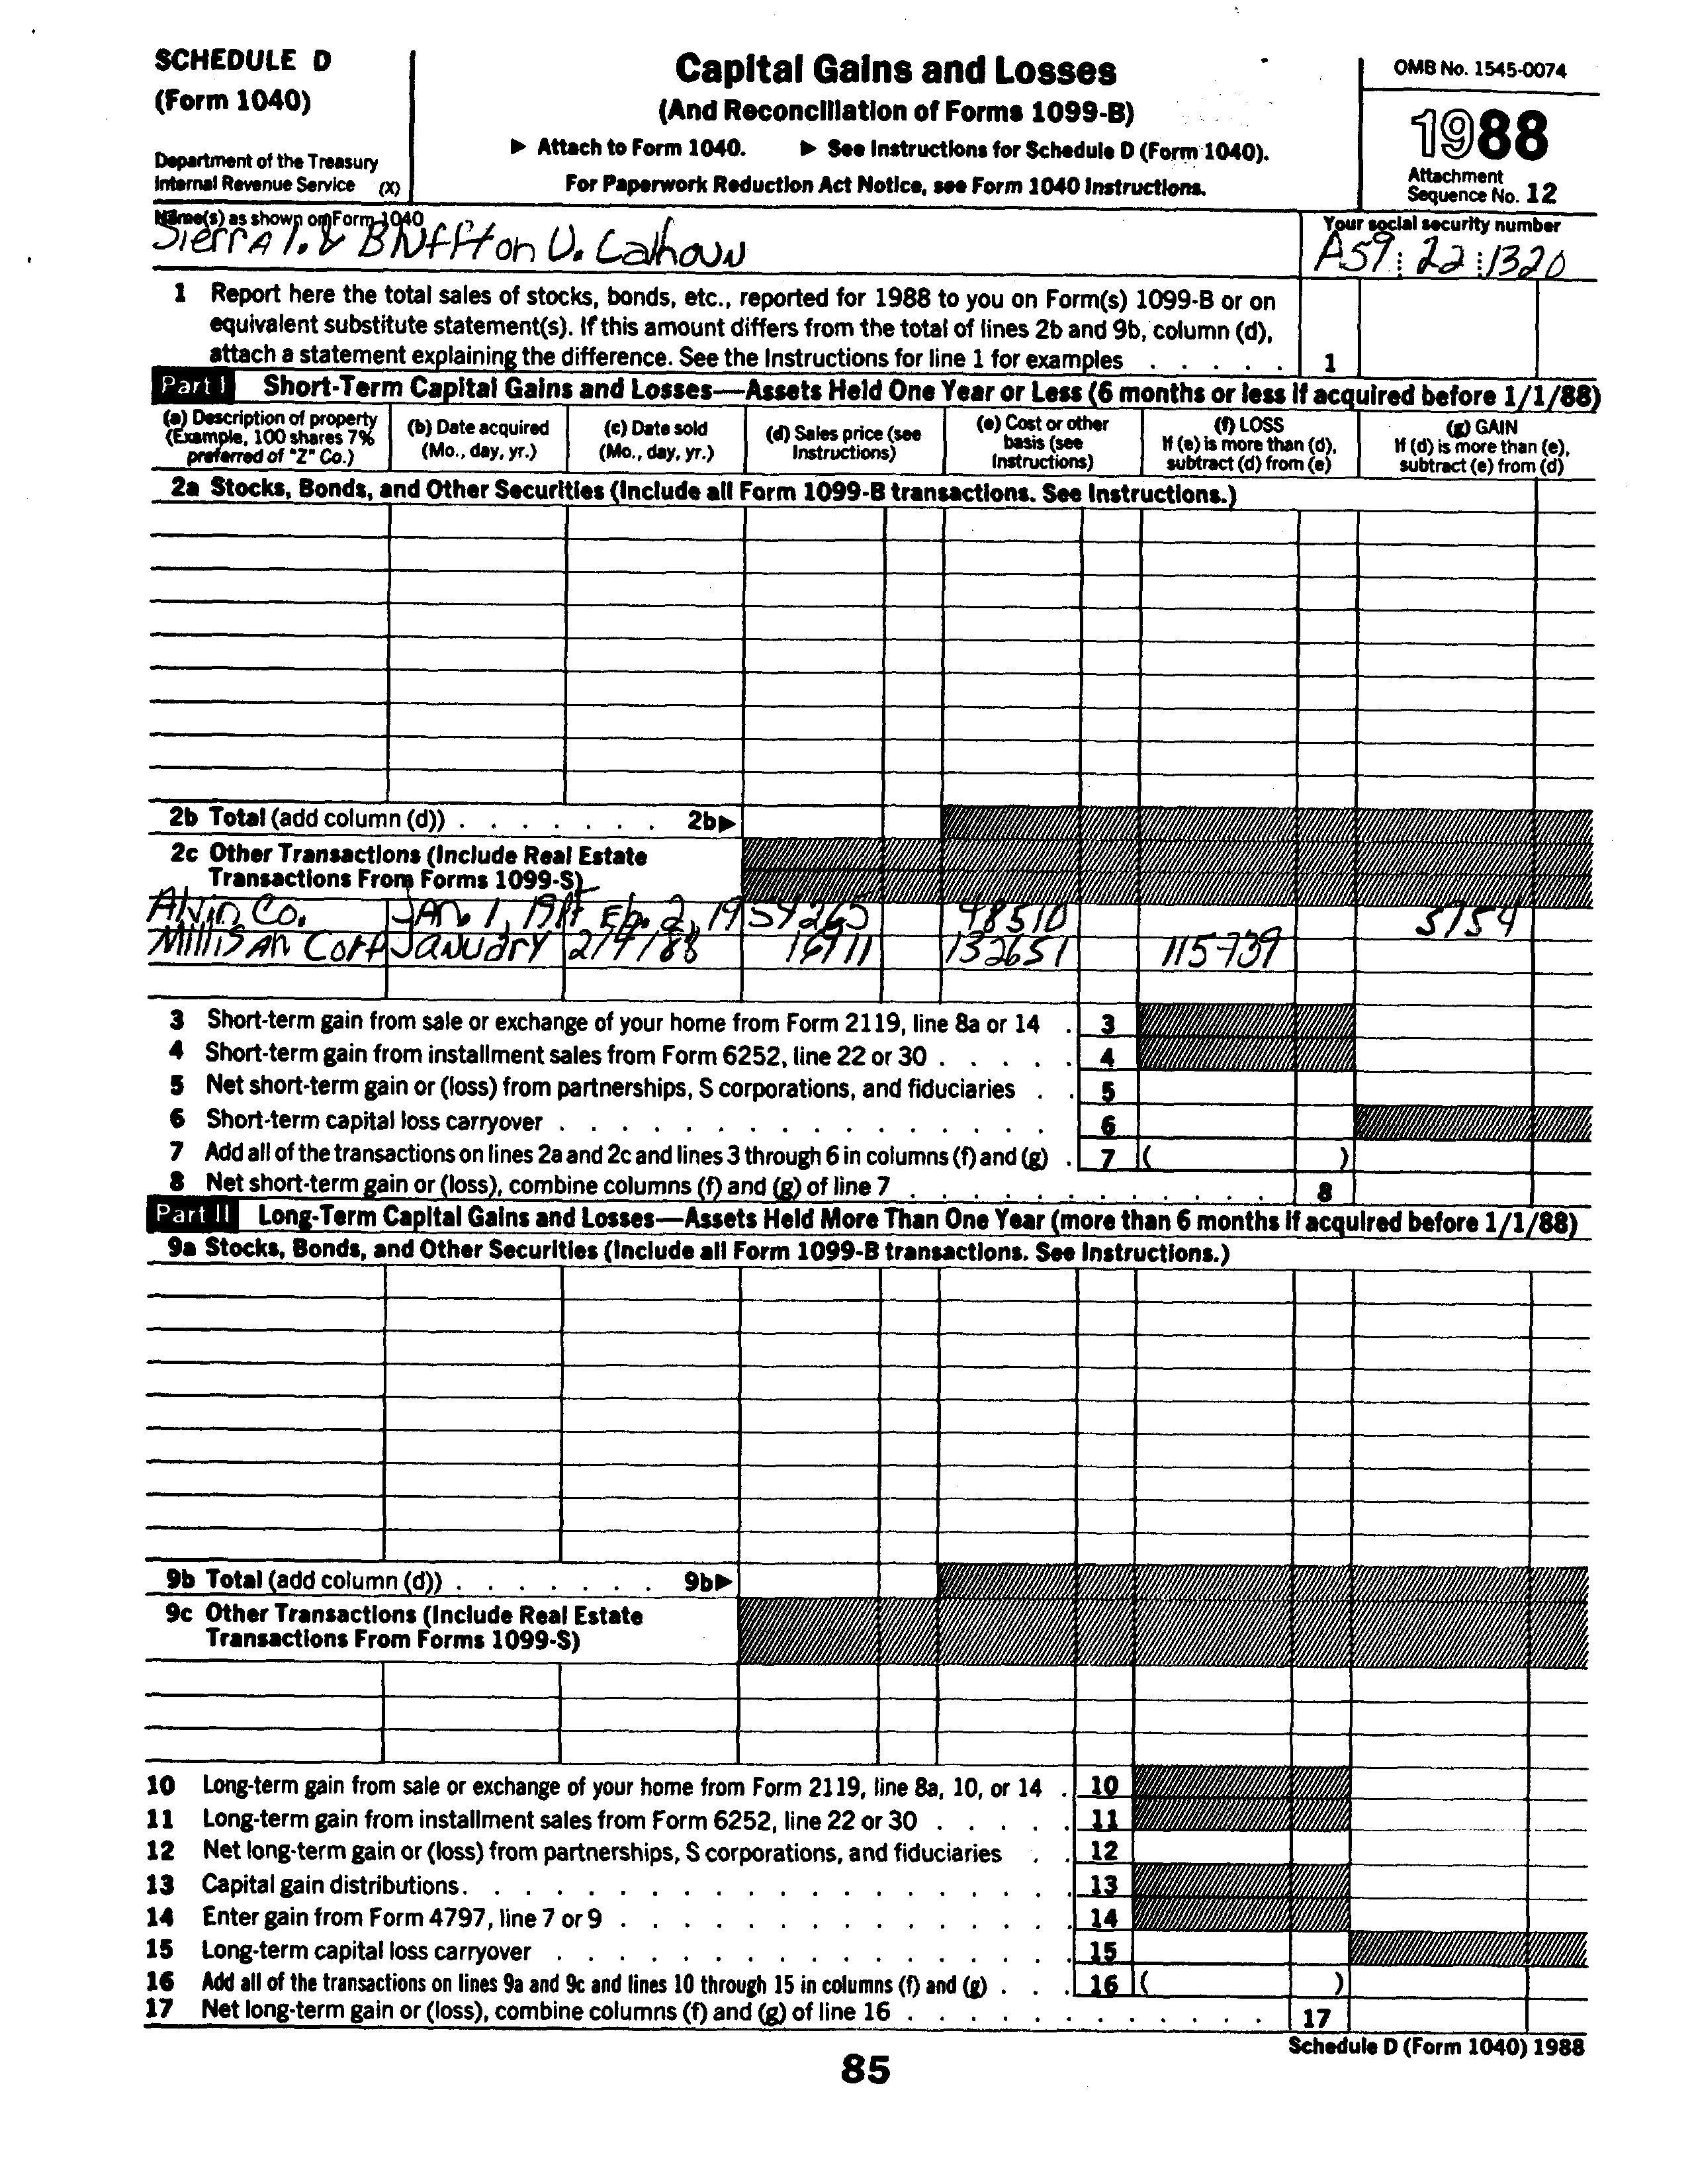 SCHEDULE D
(Form 1040)
Department of the Treasury
Internal Revenue Service (X)
Capital Gains and Losses
(And Reconciliation of Forms 1099-B)
▶ Attach to Form 1040. ▶ See Instructions for Schedule D (Form 1040).
For Paperwork Reduction Act Notice, see Form 1040 Instructions.
OMB No. 1545-0074
1988
Attachment
Sequence No. 12
Name(s) as shown on Form 1040
Sierra I. & Bluffton U. Calhoun
Your social security number
A59 22 1320
1 Report here the total sales of stocks, bonds, etc., reported for 1988 to you on Form(s) 1099-B or on
equivalent substitute statement(s). If this amount differs from the total of lines 2b and 9b, column (d),
attach a statement explaining the difference. See the Instructions for line 1 for examples . . . . . 1
Part I Short-Term Capital Gains and Losses—Assets Held One Year or Less (6 months or less if acquired before 1/1/88)
(a) Description of property
(Example, 100 shares 7%
preferred of "Z" Co.)
(b) Date acquired
(Mo., day, yr.)
(c) Date sold
(Mo., day, yr.)
(d) Sales price (see
Instructions)
(e) Cost or other
basis (see
Instructions)
(f) LOSS
If (e) is more than (d),
subtract (d) from (e)
(g) GAIN
If (d) is more than (e),
subtract (e) from (d)
2a Stocks, Bonds, and Other Securities (Include all Form 1099-B transactions. See Instructions.)
2b Total (add column (d)) . . . . . . . 2b▶
2c Other Transactions (Include Real Estate
Transactions From Forms 1099-S)
Alvin Co. JAN. 1, 2, 19 54265 48510 5754
Millisan Corp January 2/4/88 16911 132651 115739
3 Short-term gain from sale or exchange of your home from Form 2119, line 8a or 14 . 3
4 Short-term gain from installment sales from Form 6252, line 22 or 30 . . . . . 4
5 Net short-term gain or (loss) from partnerships, S corporations, and fiduciaries . . 5
6 Short-term capital loss carryover . . . . . . . . . . . . . . . . 6
7 Add all of the transactions on lines 2a and 2c and lines 3 through 6 in columns (f) and (g) . 7 ( )
8 Net short-term gain or (loss), combine columns (f) and (g) of line 7 . . . . . . . . . . . . 8
Part II Long-Term Capital Gains and Losses—Assets Held More Than One Year (more than 6 months if acquired before 1/1/88)
9a Stocks, Bonds, and Other Securities (Include all Form 1099-B transactions. See Instructions.)
9b Total (add column (d)) . . . . . . . 9b▶
9c Other Transactions (Include Real Estate
Transactions From Forms 1099-S)
10 Long-term gain from sale or exchange of your home from Form 2119, line 8a, 10, or 14 . 10
11 Long-term gain from installment sales from Form 6252, line 22 or 30 . . . . . 11
12 Net long-term gain or (loss) from partnerships, S corporations, and fiduciaries . . 12
13 Capital gain distributions. . . . . . . . . . . . . . . . . . . . 13
14 Enter gain from Form 4797, line 7 or 9 . . . . . . . . . . . . . . 14
15 Long-term capital loss carryover . . . . . . . . . . . . . . . . 15
16 Add all of the transactions on lines 9a and 9c and lines 10 through 15 in columns (f) and (g) . . . 16 ( )
17 Net long-term gain or (loss), combine columns (f) and (g) of line 16 . . . . . . . . . . . . 17
Schedule D (Form 1040) 1988
85